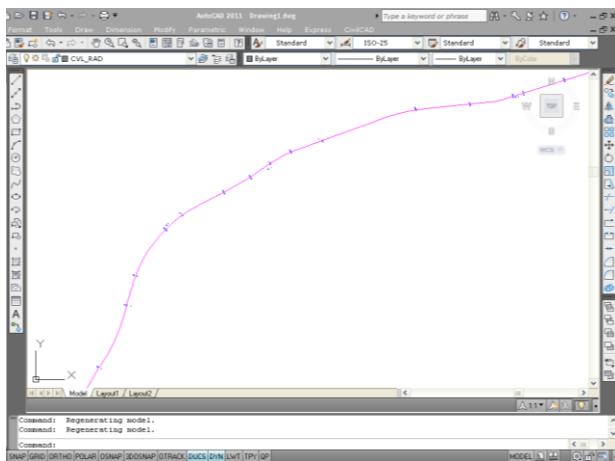 AutoCAD 2011 Drawing1.dwg
Type a keyword or phrase
Format Tools Draw Dimension Modify Parametric Window Help Express CivilCAD
Standard ISO-25 Standard Standard
CVL_RAD ByLayer ByLayer ByLayer ByColor
N
W TOP E
WCS
Y
X
Model Layout1 Layout2
1:1
Command: Regenerating model.
Command: Regenerating model.
Command:
SNAP GRID ORTHO POLAR OSNAP 3DOSNAP OTRACK DUCS DYN LWT TPY QP MODEL